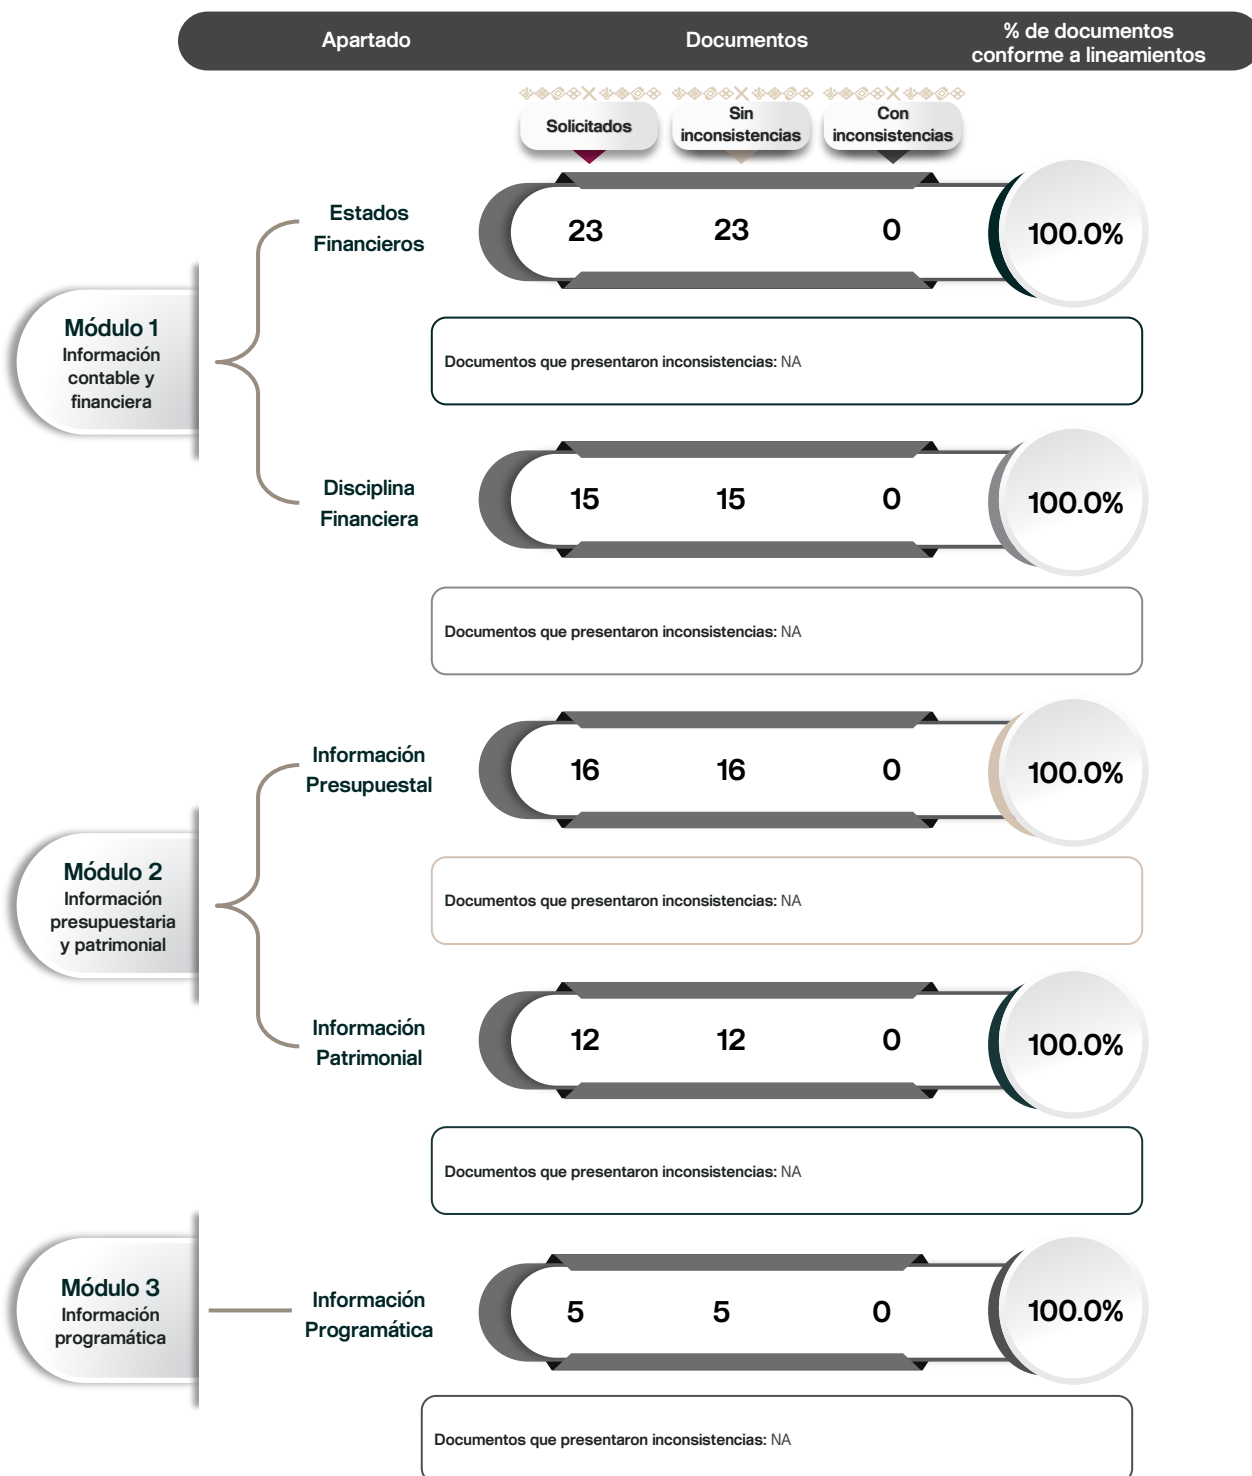 Apartado
Documentos
% de documentos
conforme a lineamientos
Solicitados
Sin
inconsistencias
Con
inconsistencias
Módulo 1
Información
contable y
financiera
Estados
Financieros
23
23
0
100.0%
Documentos que presentaron inconsistencias: NA
Disciplina
Financiera
15
15
0
100.0%
Documentos que presentaron inconsistencias: NA
Módulo 2
Información
presupuestaria
y patrimonial
Información
Presupuestal
16
16
0
100.0%
Documentos que presentaron inconsistencias: NA
Información
Patrimonial
12
12
0
100.0%
Documentos que presentaron inconsistencias: NA
Módulo 3
Información
programática
Información
Programática
5
5
0
100.0%
Documentos que presentaron inconsistencias: NA